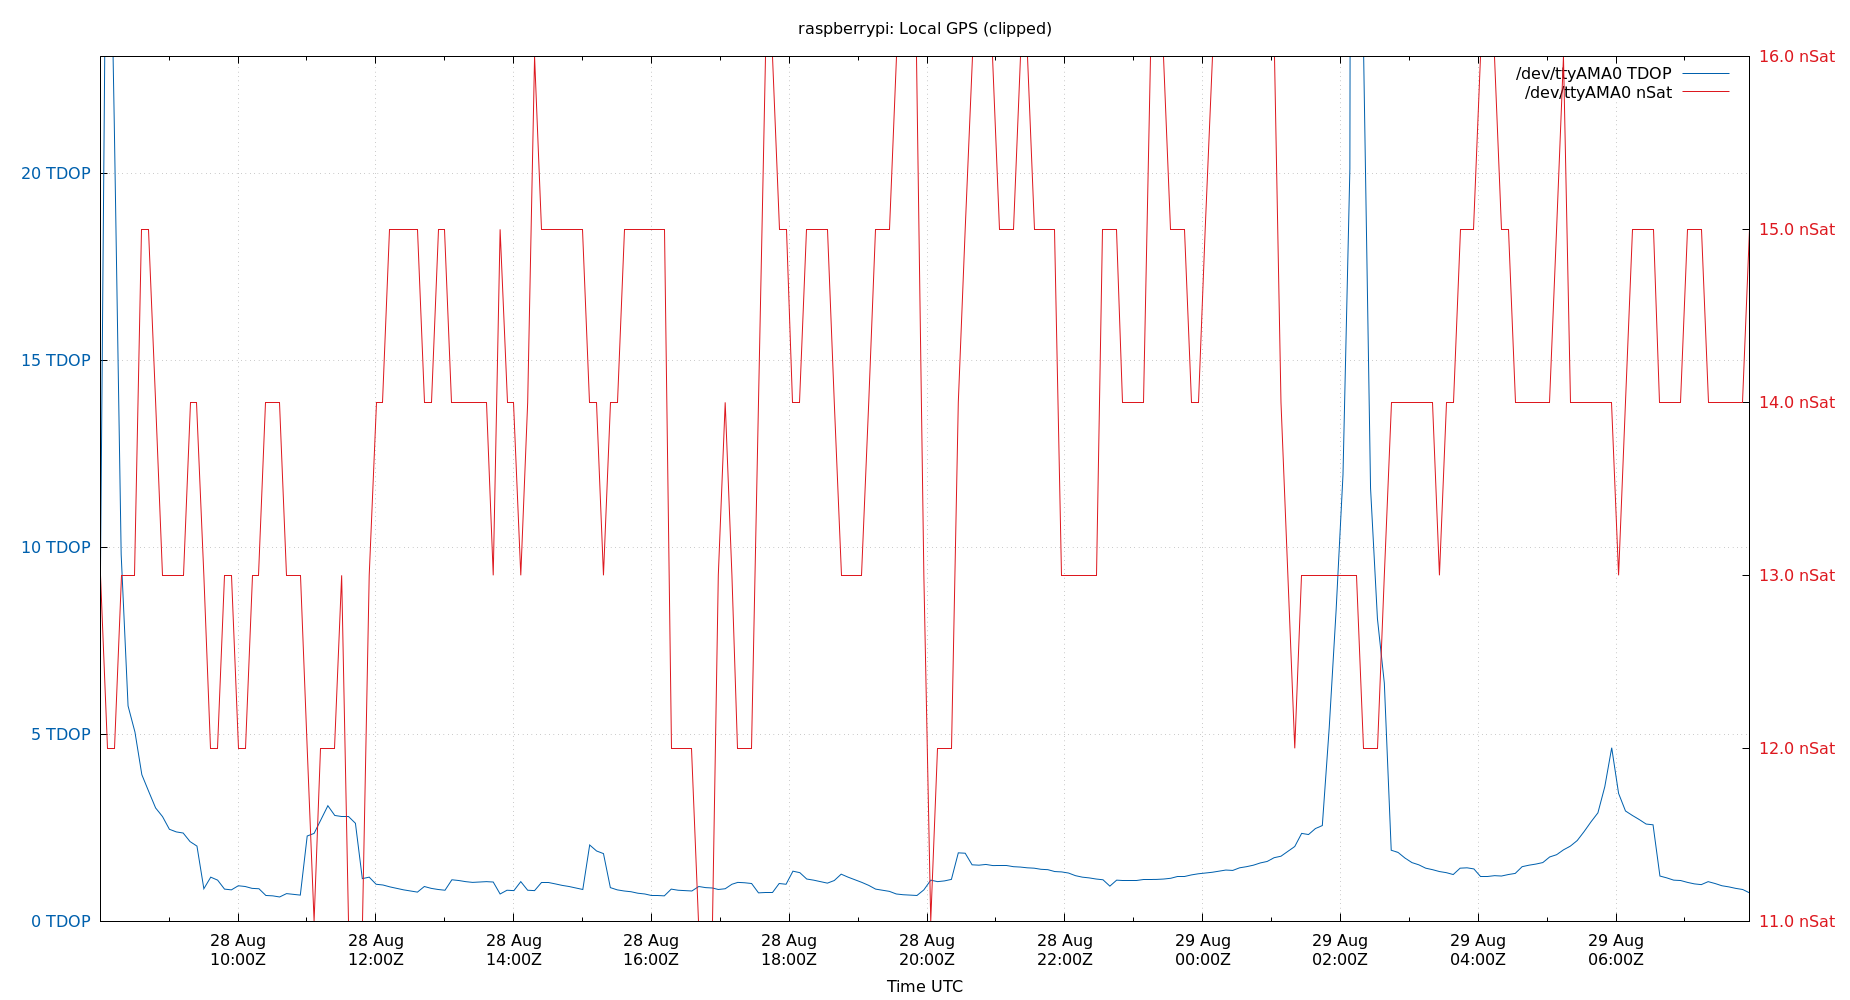 raspberrypi: Local GPS (clipped)
/dev/ttyAMA0 TDOP
/dev/ttyAMA0 nSat
20 TDOP
15 TDOP
10 TDOP
5 TDOP
0 TDOP
16.0 nSat
15.0 nSat
14.0 nSat
13.0 nSat
12.0 nSat
11.0 nSat
28 Aug 28 Aug 28 Aug 28 Aug 28 Aug 28 Aug 28 Aug 29 Aug 29 Aug 29 Aug 29 Aug
10:00Z 12:00Z 14:00Z 16:00Z 18:00Z 20:00Z 22:00Z 00:00Z 02:00Z 04:00Z 06:00Z
Time UTC